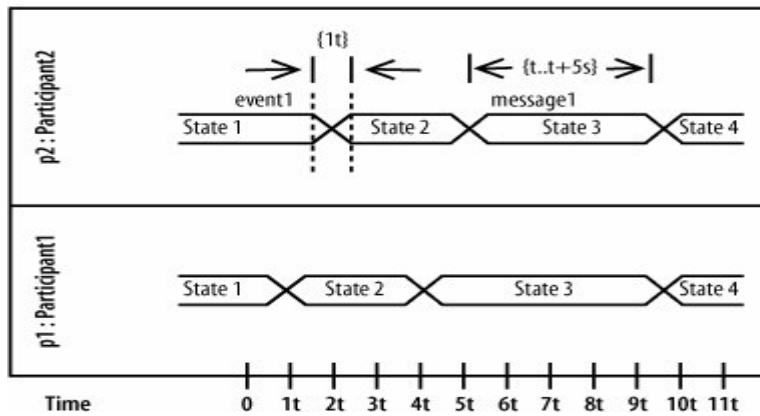 {1t}
{t..t+5s}
event1
message1
State 1
State 2
State 3
State 4
p2 : Participant2
State 1
State 2
State 3
State 4
p1 : Participant1
Time 0 1t 2t 3t 4t 5t 6t 7t 8t 9t 10t 11t